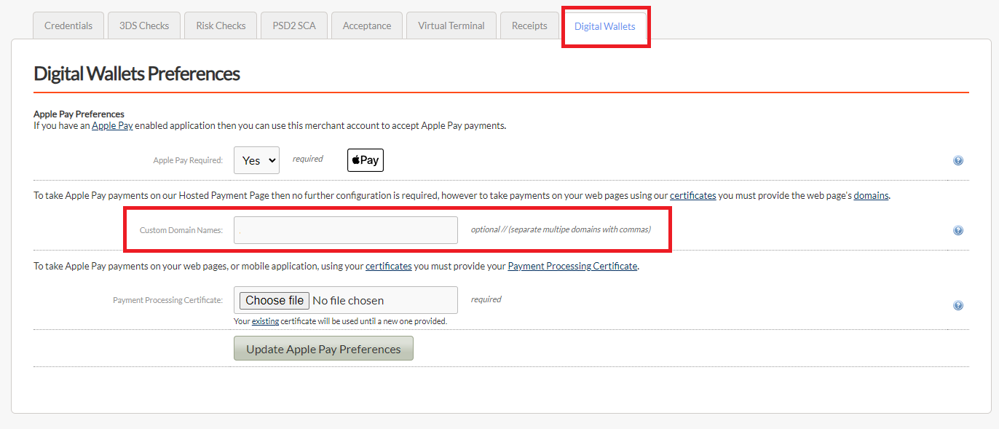 Credentials
3DS Checks
Risk Checks
PSD2 SCA
Acceptance
Virtual Terminal
Receipts
Digital Wallets
Digital Wallets Preferences
Apple Pay Preferences
If you have an Apple Pay enabled application then you can use this merchant account to accept Apple Pay payments.
Apple Pay Required: Yes required Pay
To take Apple Pay payments on our Hosted Payment Page then no further configuration is required, however to take payments on your web pages using our certificates you must provide the web page's domains.
Custom Domain Names: optional // (separate multipe domains with commas)
To take Apple Pay payments on your web pages, or mobile application, using your certificates you must provide your Payment Processing Certificate.
Payment Processing Certificate: Choose file No file chosen required
Your existing certificate will be used until a new one provided.
Update Apple Pay Preferences